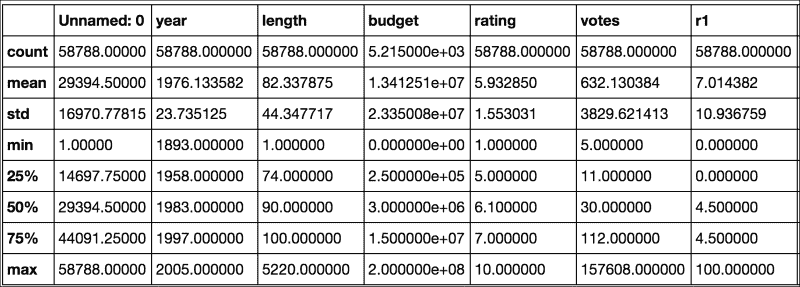 Unnamed: 0 year length budget rating votes r1
count 58788.00000 58788.000000 58788.000000 5.215000e+03 58788.000000 58788.000000 58788.000000
mean 29394.50000 1976.133582 82.337875 1.341251e+07 5.932850 632.130384 7.014382
std 16970.77815 23.735125 44.347717 2.335008e+07 1.553031 3829.621413 10.936759
min 1.00000 1893.000000 1.000000 0.000000e+00 1.000000 5.000000 0.000000
25% 14697.75000 1958.000000 74.000000 2.500000e+05 5.000000 11.000000 0.000000
50% 29394.50000 1983.000000 90.000000 3.000000e+06 6.100000 30.000000 4.500000
75% 44091.25000 1997.000000 100.000000 1.500000e+07 7.000000 112.000000 4.500000
max 58788.00000 2005.000000 5220.000000 2.000000e+08 10.000000 157608.000000 100.000000